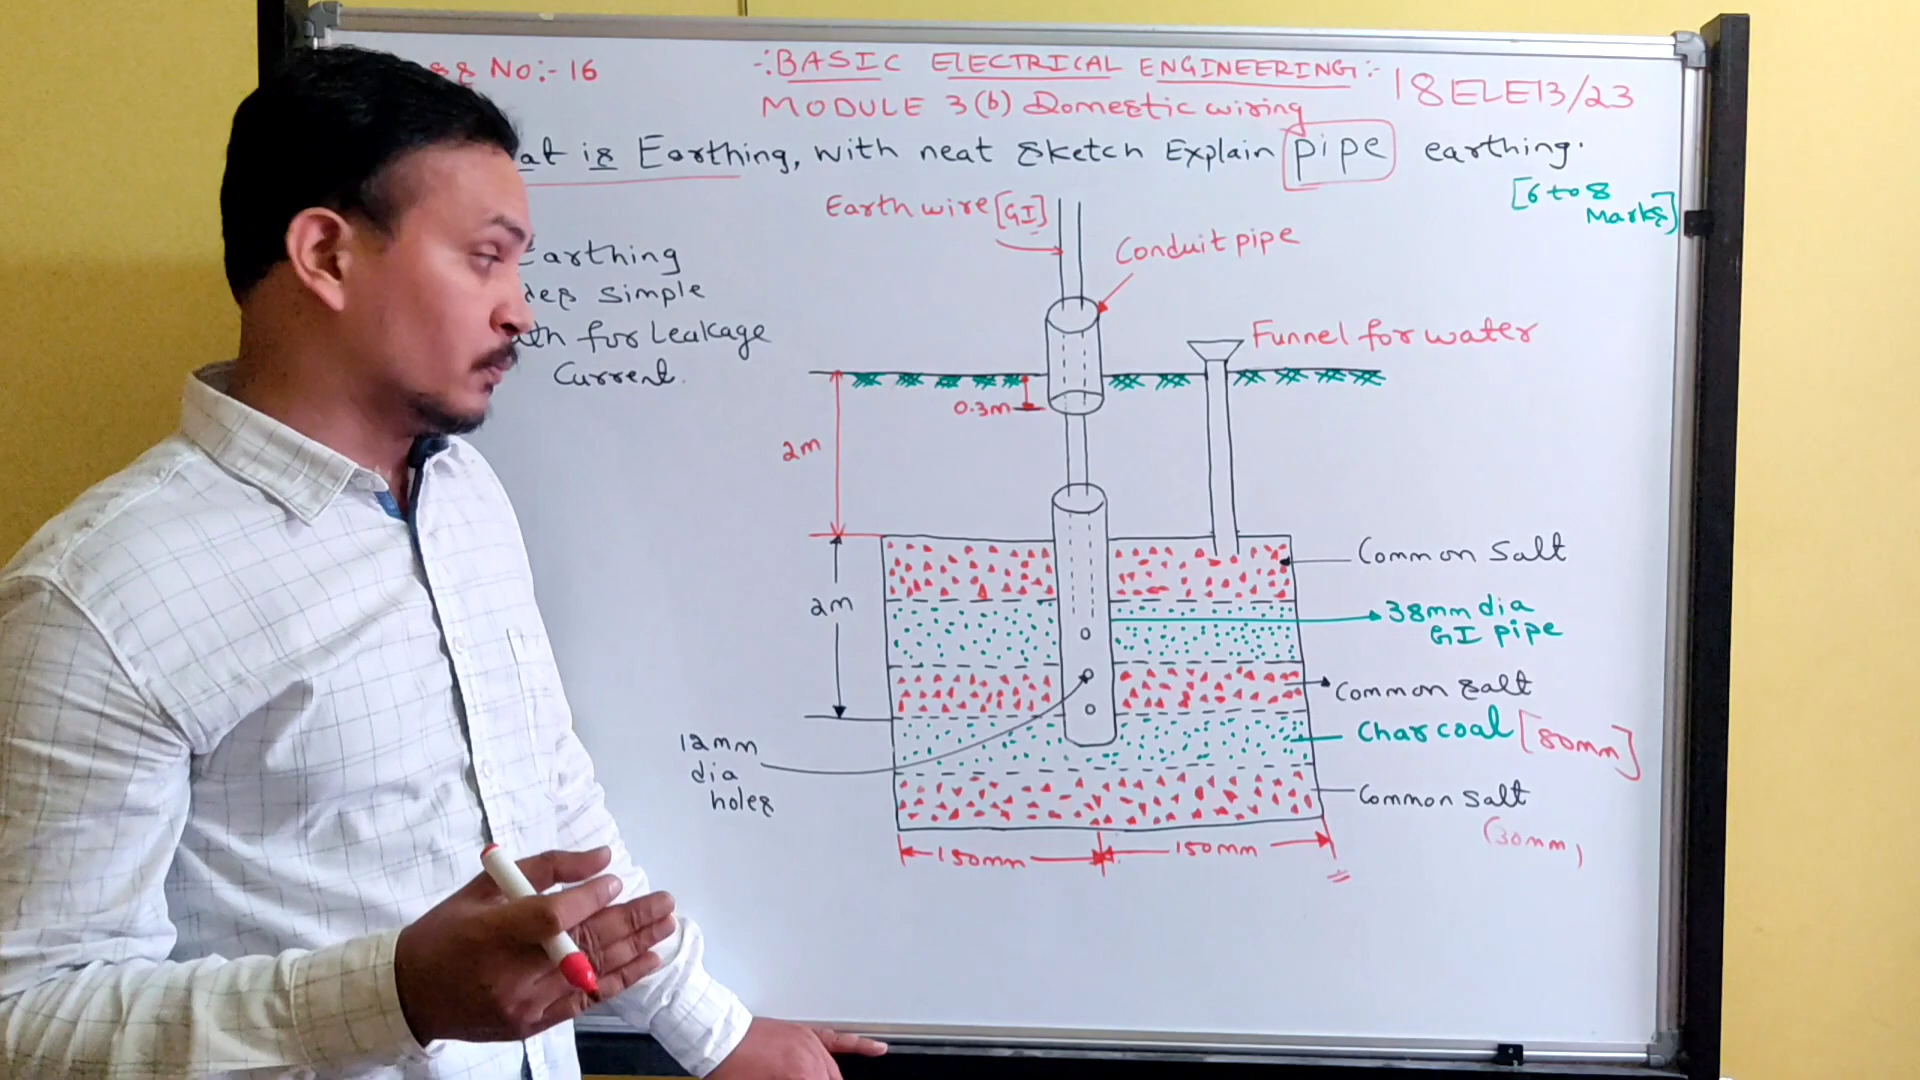 No:- 16
-:BASIC ELECTRICAL ENGINEERING:-
18ELE13/23
MODULE 3(b) Domestic wiring
at is Earthing, with neat sketch Explain pipe earthing.
[6 to 8
Marks]
Earth wire [GI]
Conduit pipe
Earthing
simple
for Leakage
Current.
Funnel for water
0.3m
2m
2m
Common Salt
38mm dia
GI pipe
Common salt
Charcoal [80mm]
12mm
dia
holes
Common Salt
(30mm)
150mm
150mm